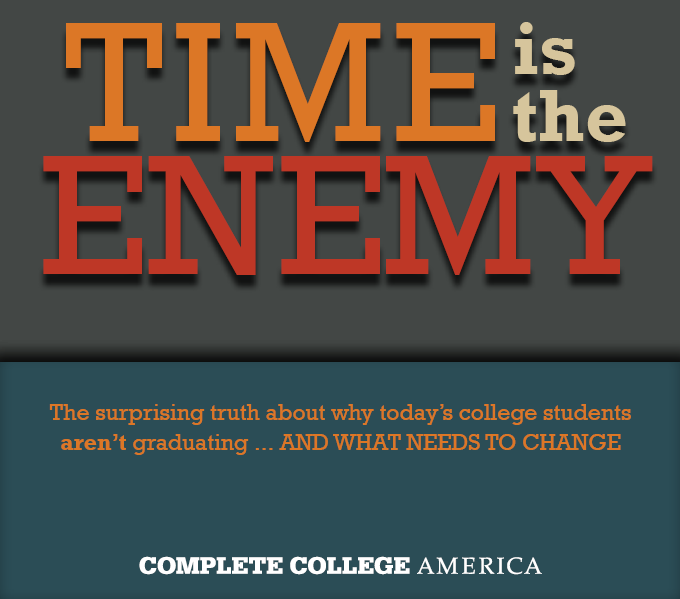 TIME is the
ENEMY
The surprising truth about why today’s college students
aren’t graduating ... AND WHAT NEEDS TO CHANGE
COMPLETE COLLEGE AMERICA